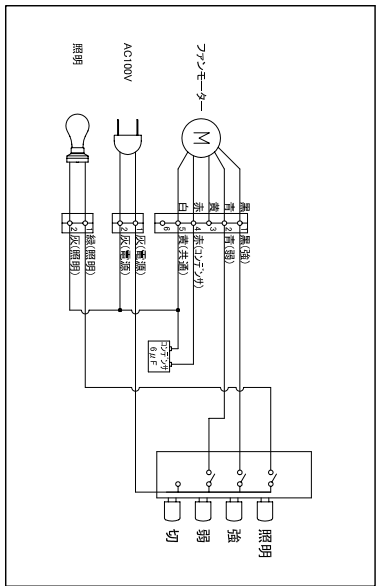 照明
強
弱
切
ファンモーター
M
黒 1 黒(強)
青 2 青(弱)
黄 3
赤 4 赤(コンデンサ)
白 5 黄(共通)
6
コンデンサ
6μF
AC100V
1 灰(電源)
2 灰(電源)
照明
1 緑(照明)
2 灰(照明)